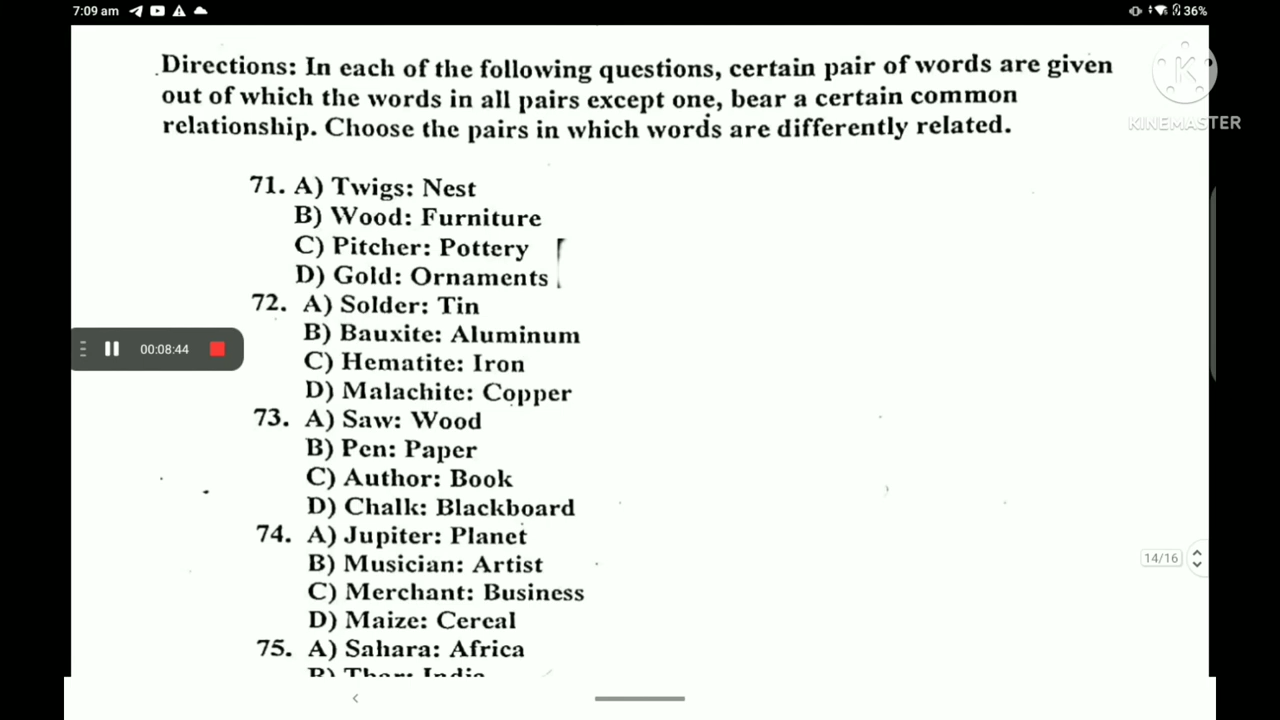 7:09 am
36%
KINEMASTER
Directions: In each of the following questions, certain pair of words are given
out of which the words in all pairs except one, bear a certain common
relationship. Choose the pairs in which words are differently related.
71. A) Twigs: Nest
B) Wood: Furniture
C) Pitcher: Pottery
D) Gold: Ornaments
72. A) Solder: Tin
B) Bauxite: Aluminum
00:08:44
C) Hematite: Iron
D) Malachite: Copper
73. A) Saw: Wood
B) Pen: Paper
C) Author: Book
D) Chalk: Blackboard
74. A) Jupiter: Planet
14/16
B) Musician: Artist
C) Merchant: Business
D) Maize: Cereal
75. A) Sahara: Africa
B) Thar: India